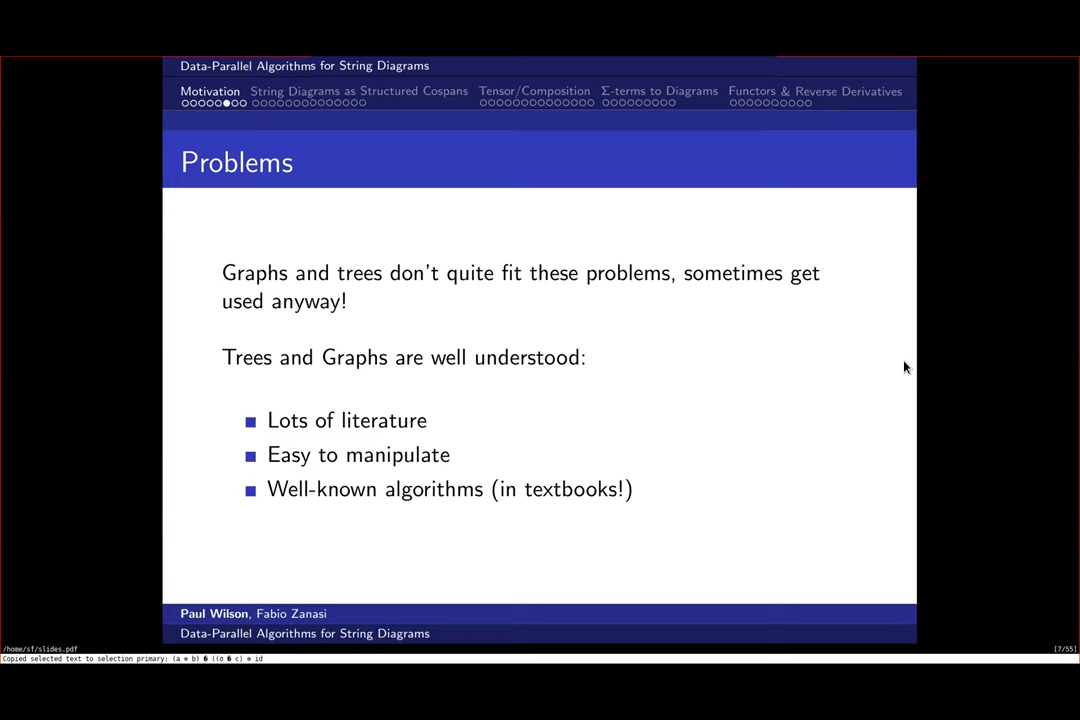 Data-Parallel Algorithms for String Diagrams
Motivation String Diagrams as Structured Cospans Tensor/Composition Σ-terms to Diagrams Functors & Reverse Derivatives
Problems
Graphs and trees don't quite fit these problems, sometimes get
used anyway!
Trees and Graphs are well understood:
Lots of literature
Easy to manipulate
Well-known algorithms (in textbooks!)
Paul Wilson, Fabio Zanasi
Data-Parallel Algorithms for String Diagrams
/home/sf/slides.pdf [7/55]
Copied selected text to selection primary: (a ⊗ b) � ((σ � c) ⊗ id